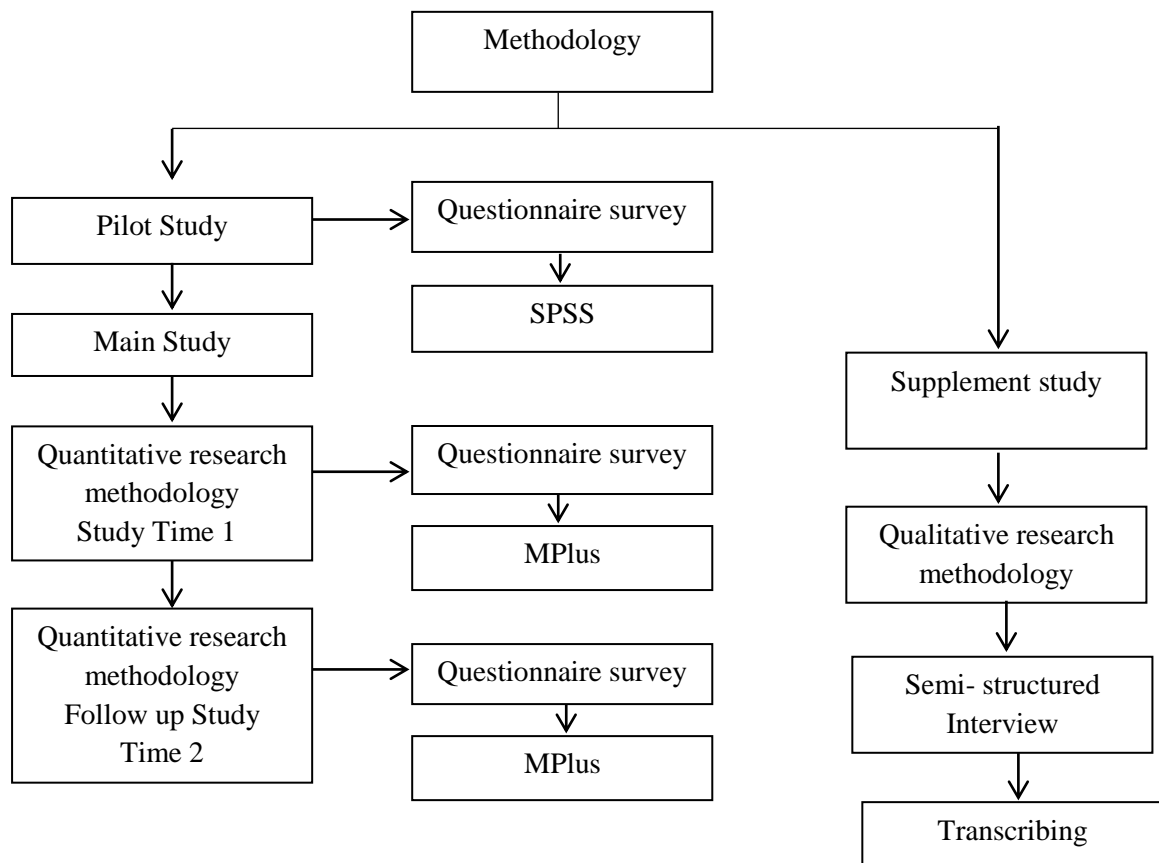 Methodology
Pilot Study
Questionnaire survey
SPSS
Main Study
Quantitative research
methodology
Study Time 1
Questionnaire survey
MPlus
Quantitative research
methodology
Follow up Study
Time 2
Questionnaire survey
MPlus
Supplement study
Qualitative research
methodology
Semi- structured
Interview
Transcribing